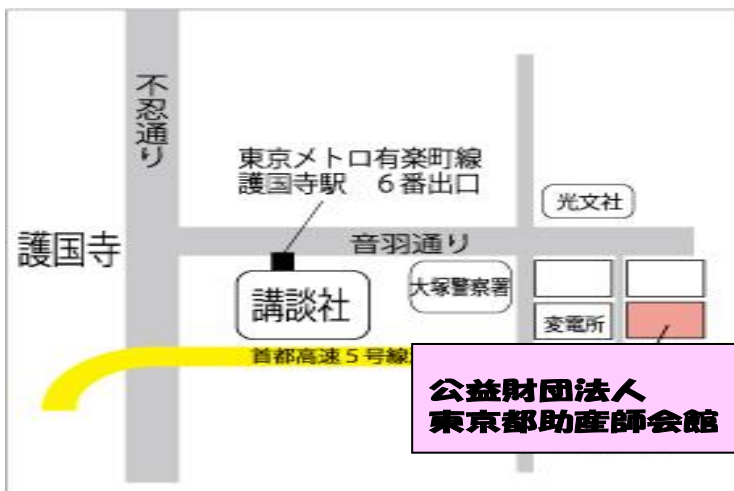 不忍通り
東京メトロ有楽町線
護国寺駅 6番出口
光文社
護国寺
音羽通り
講談社
大塚警察署
変電所
首都高速5号線
公益財団法人
東京都助産師会館